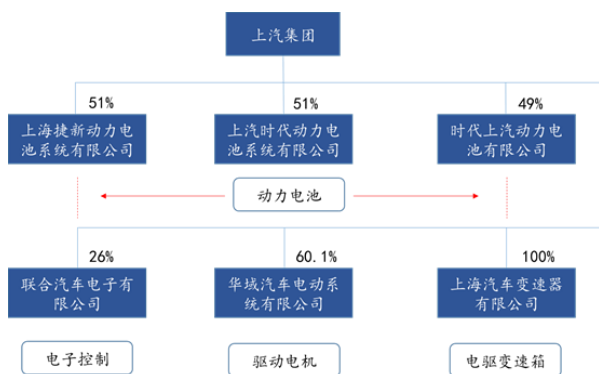 上汽集团
51%
51%
49%
上海捷新动力电
池系统有限公司
上汽时代动力电
池系统有限公司
时代上汽动力电
池有限公司
动力电池
26%
60.1%
100%
联合汽车电子有
限公司
华域汽车电动系
统有限公司
上海汽车变速器
有限公司
电子控制
驱动电机
电驱变速箱